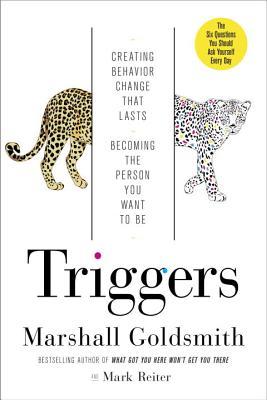 The
Six Questions
You Should
Ask Yourself
Every Day
CREATING
BEHAVIOR
CHANGE THAT
LASTS
BECOMING THE
PERSON YOU
WANT TO BE
Triggers
Marshall Goldsmith
BESTSELLING AUTHOR OF WHAT GOT YOU HERE WON'T GET YOU THERE
AND Mark Reiter